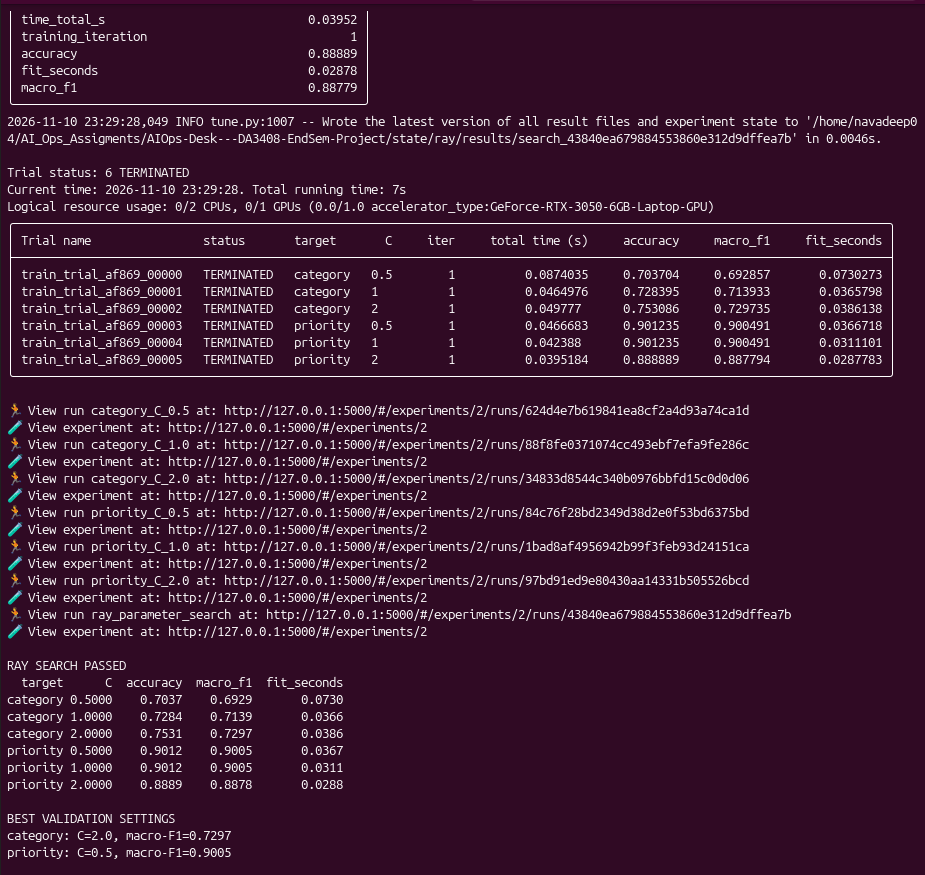 time_total_s 0.03952
training_iteration 1
accuracy 0.88889
fit_seconds 0.02878
macro_f1 0.88779
2026-11-10 23:29:28,049 INFO tune.py:1007 -- Wrote the latest version of all result files and experiment state to '/home/navadeep0
4/AI_Ops_Assigments/AIOps-Desk---DA3408-EndSem-Project/state/ray/results/search_43840ea679884553860e312d9dffea7b' in 0.0046s.
Trial status: 6 TERMINATED
Current time: 2026-11-10 23:29:28. Total running time: 7s
Logical resource usage: 0/2 CPUs, 0/1 GPUs (0.0/1.0 accelerator_type:GeForce-RTX-3050-6GB-Laptop-GPU)
Trial name status target C iter total time (s) accuracy macro_f1 fit_seconds
train_trial_af869_00000 TERMINATED category 0.5 1 0.0874035 0.703704 0.692857 0.0730273
train_trial_af869_00001 TERMINATED category 1 1 0.0464976 0.728395 0.713933 0.0365798
train_trial_af869_00002 TERMINATED category 2 1 0.049777 0.753086 0.729735 0.0386138
train_trial_af869_00003 TERMINATED priority 0.5 1 0.0466683 0.901235 0.900491 0.0366718
train_trial_af869_00004 TERMINATED priority 1 1 0.042388 0.901235 0.900491 0.0311101
train_trial_af869_00005 TERMINATED priority 2 1 0.0395184 0.888889 0.887794 0.0287783
🏃 View run category_C_0.5 at: http://127.0.0.1:5000/#/experiments/2/runs/624d4e7b619841ea8cf2a4d93a74ca1d
🧪 View experiment at: http://127.0.0.1:5000/#/experiments/2
🏃 View run category_C_1.0 at: http://127.0.0.1:5000/#/experiments/2/runs/88f8fe0371074cc493ebf7efa9fe286c
🧪 View experiment at: http://127.0.0.1:5000/#/experiments/2
🏃 View run category_C_2.0 at: http://127.0.0.1:5000/#/experiments/2/runs/34833d8544c340b0976bbfd15c0d0d06
🧪 View experiment at: http://127.0.0.1:5000/#/experiments/2
🏃 View run priority_C_0.5 at: http://127.0.0.1:5000/#/experiments/2/runs/84c76f28bd2349d38d2e0f53bd6375bd
🧪 View experiment at: http://127.0.0.1:5000/#/experiments/2
🏃 View run priority_C_1.0 at: http://127.0.0.1:5000/#/experiments/2/runs/1bad8af4956942b99f3feb93d24151ca
🧪 View experiment at: http://127.0.0.1:5000/#/experiments/2
🏃 View run priority_C_2.0 at: http://127.0.0.1:5000/#/experiments/2/runs/97bd91ed9e80430aa14331b505526bcd
🧪 View experiment at: http://127.0.0.1:5000/#/experiments/2
🏃 View run ray_parameter_search at: http://127.0.0.1:5000/#/experiments/2/runs/43840ea679884553860e312d9dffea7b
🧪 View experiment at: http://127.0.0.1:5000/#/experiments/2
RAY SEARCH PASSED
target C accuracy macro_f1 fit_seconds
category 0.5000 0.7037 0.6929 0.0730
category 1.0000 0.7284 0.7139 0.0366
category 2.0000 0.7531 0.7297 0.0386
priority 0.5000 0.9012 0.9005 0.0367
priority 1.0000 0.9012 0.9005 0.0311
priority 2.0000 0.8889 0.8878 0.0288
BEST VALIDATION SETTINGS
category: C=2.0, macro-F1=0.7297
priority: C=0.5, macro-F1=0.9005